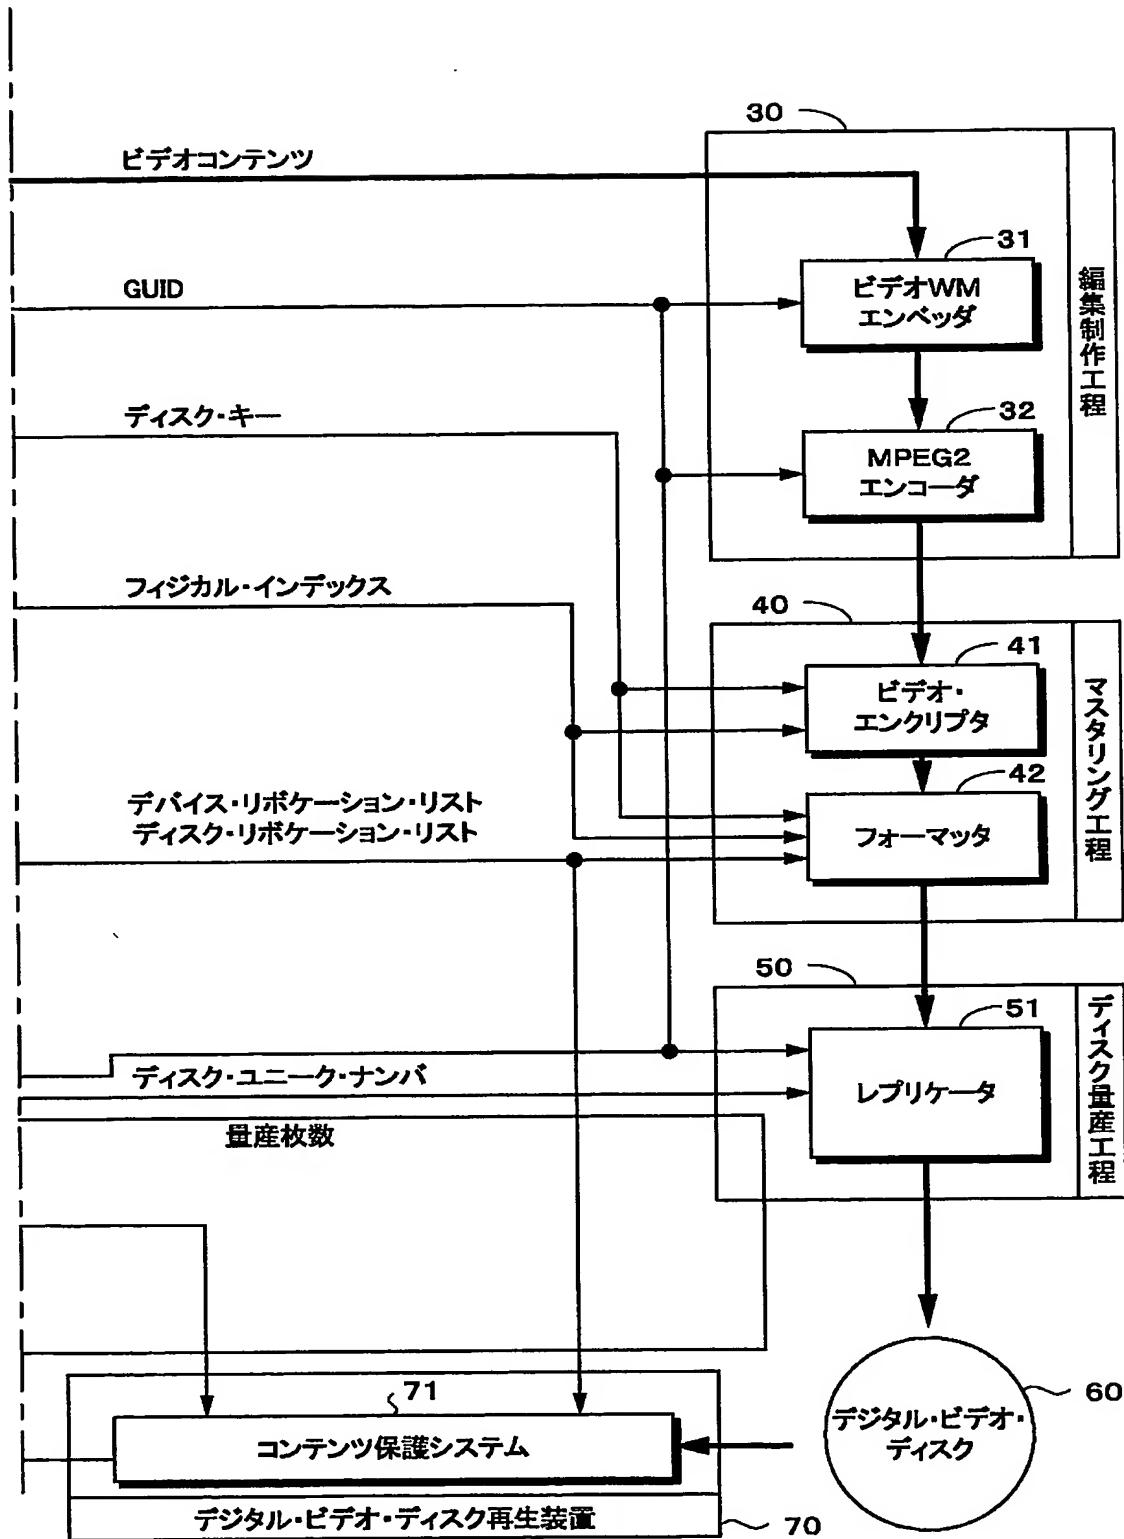 30
ビデオコンテンツ
31
GUID
ビデオWM
エンベッダ
編集制作工程
ディスク・キー
32
MPEG2
エンコーダ
フィジカル・インデックス
40
41
ビデオ・
エンクリプタ
マスタリング工程
42
デバイス・リボケーション・リスト
ディスク・リボケーション・リスト
フォーマッタ
50
51
ディスク・ユニーク・ナンバ
レプリケータ
ディスク量産工程
量産枚数
71
60
デジタル・ビデオ・
ディスク
コンテンツ保護システム
デジタル・ビデオ・ディスク再生装置
70